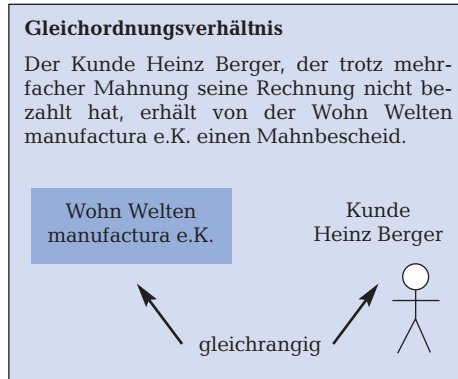 Gleichordnungsverhältnis
Der Kunde Heinz Berger, der trotz mehr-
facher Mahnung seine Rechnung nicht be-
zahlt hat, erhält von der Wohn Welten
manufactura e.K. einen Mahnbescheid.
Wohn Welten
manufactura e.K.
Kunde
Heinz Berger
gleichrangig